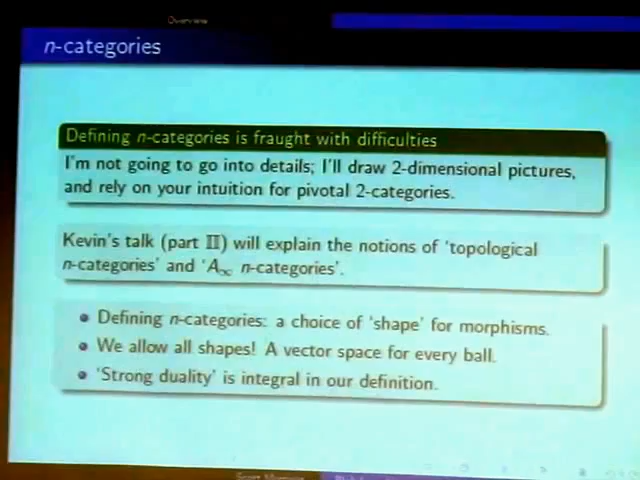 Overview
n-categories
Defining n-categories is fraught with difficulties
I'm not going to go into details; I'll draw 2-dimensional pictures,
and rely on your intuition for pivotal 2-categories.
Kevin's talk (part II) will explain the notions of 'topological
n-categories' and 'A∞ n-categories'.
Defining n-categories: a choice of 'shape' for morphisms.
We allow all shapes! A vector space for every ball.
'Strong duality' is integral in our definition.